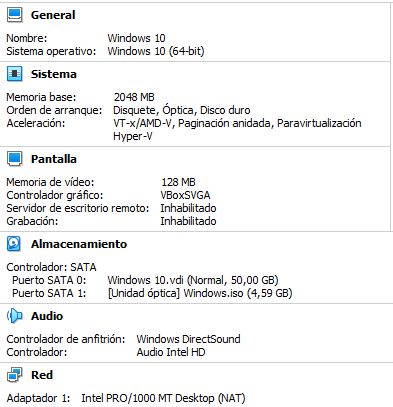 General
Nombre: Windows 10
Sistema operativo: Windows 10 (64-bit)
Sistema
Memoria base: 2048 MB
Orden de arranque: Disquete, Óptica, Disco duro
Aceleración: VT-x/AMD-V, Paginación anidada, Paravirtualización
Hyper-V
Pantalla
Memoria de vídeo: 128 MB
Controlador gráfico: VBoxSVGA
Servidor de escritorio remoto: Inhabilitado
Grabación: Inhabilitado
Almacenamiento
Controlador: SATA
Puerto SATA 0: Windows 10.vdi (Normal, 50,00 GB)
Puerto SATA 1: [Unidad óptica] Windows.iso (4,59 GB)
Audio
Controlador de anfitrión: Windows DirectSound
Controlador: Audio Intel HD
Red
Adaptador 1: Intel PRO/1000 MT Desktop (NAT)